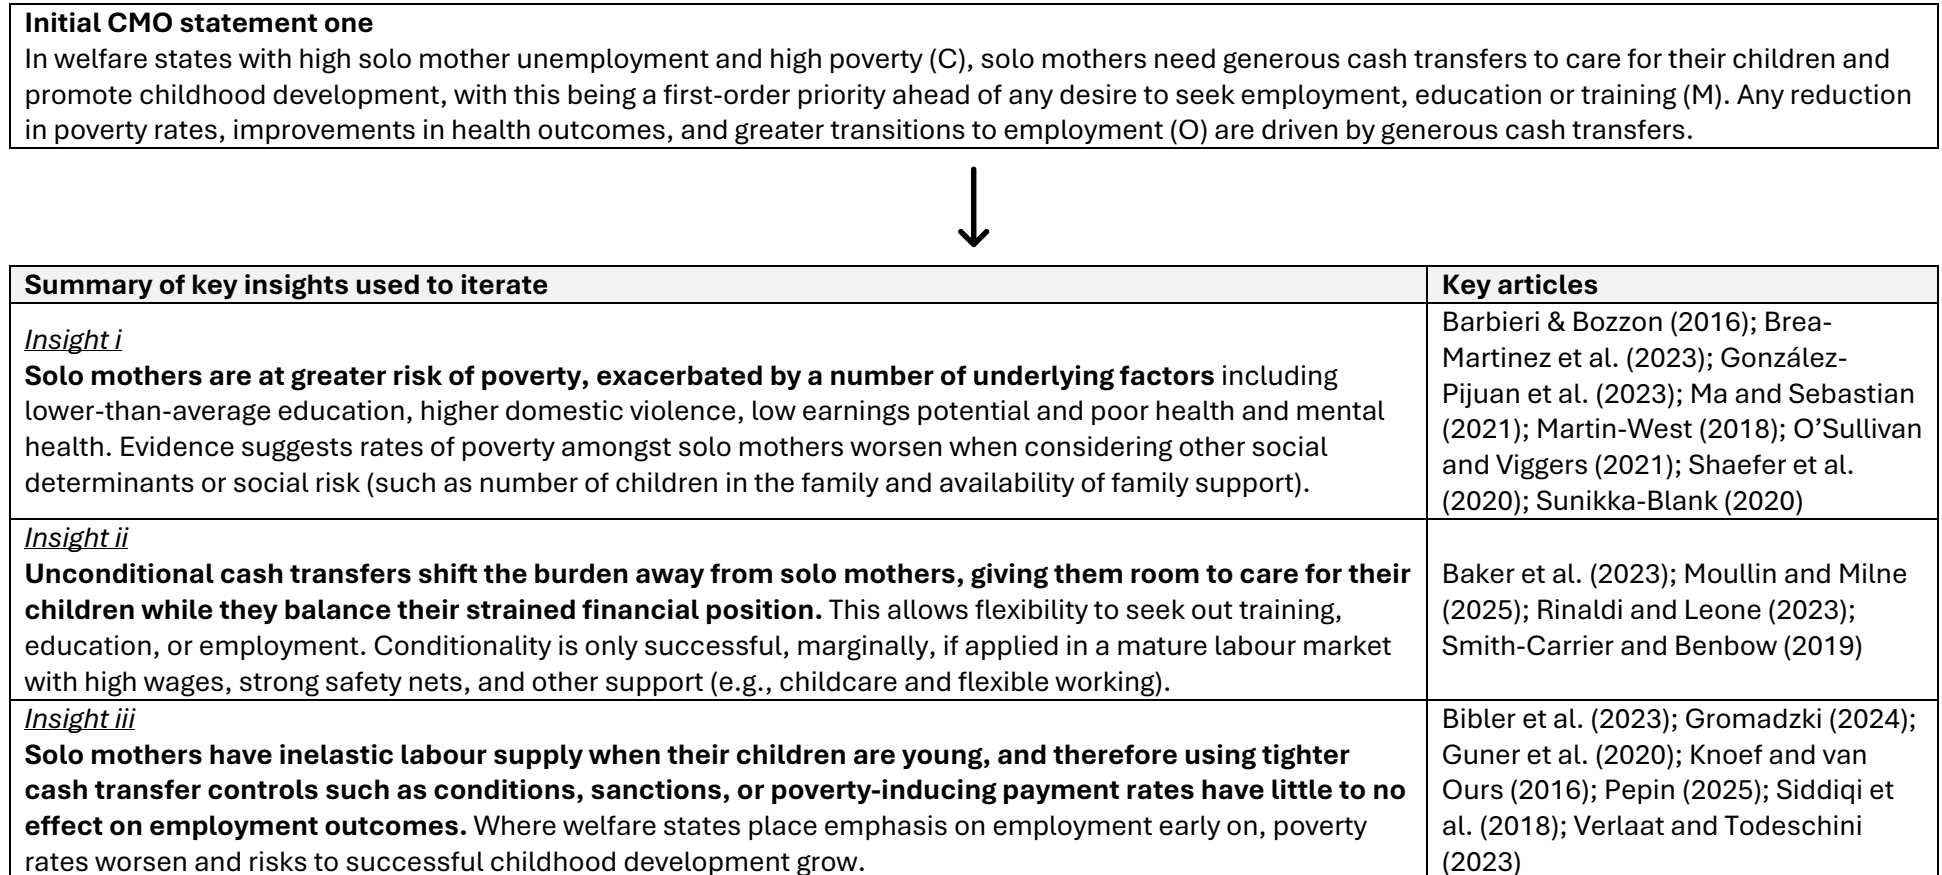 Initial CMO statement one
In welfare states with high solo mother unemployment and high poverty (C), solo mothers need generous cash transfers to care for their children and
promote childhood development, with this being a first-order priority ahead of any desire to seek employment, education or training (M). Any reduction
in poverty rates, improvements in health outcomes, and greater transitions to employment (O) are driven by generous cash transfers.
Summary of key insights used to iterate
Key articles
Insight i
Solo mothers are at greater risk of poverty, exacerbated by a number of underlying factors including
lower-than-average education, higher domestic violence, low earnings potential and poor health and mental
health. Evidence suggests rates of poverty amongst solo mothers worsen when considering other social
determinants or social risk (such as number of children in the family and availability of family support).
Barbieri & Bozzon (2016); Brea-
Martinez et al. (2023); González-
Pijuan et al. (2023); Ma and Sebastian
(2021); Martin-West (2018); O’Sullivan
and Viggers (2021); Shaefer et al.
(2020); Sunikka-Blank (2020)
Insight ii
Unconditional cash transfers shift the burden away from solo mothers, giving them room to care for their
children while they balance their strained financial position. This allows flexibility to seek out training,
education, or employment. Conditionality is only successful, marginally, if applied in a mature labour market
with high wages, strong safety nets, and other support (e.g., childcare and flexible working).
Baker et al. (2023); Moullin and Milne
(2025); Rinaldi and Leone (2023);
Smith-Carrier and Benbow (2019)
Insight iii
Solo mothers have inelastic labour supply when their children are young, and therefore using tighter
cash transfer controls such as conditions, sanctions, or poverty-inducing payment rates have little to no
effect on employment outcomes. Where welfare states place emphasis on employment early on, poverty
rates worsen and risks to successful childhood development grow.
Bibler et al. (2023); Gromadzki (2024);
Guner et al. (2020); Knoef and van
Ours (2016); Pepin (2025); Siddiqi et
al. (2018); Verlaat and Todeschini
(2023)